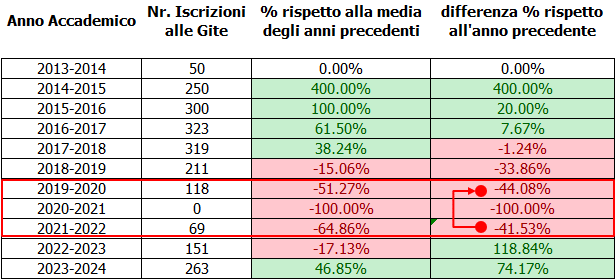 Anno Accademico Nr. Iscrizioni alle Gite % rispetto alla media degli anni precedenti differenza % rispetto all'anno precedente
2013-2014 50 0.00% 0.00%
2014-2015 250 400.00% 400.00%
2015-2016 300 100.00% 20.00%
2016-2017 323 61.50% 7.67%
2017-2018 319 38.24% -1.24%
2018-2019 211 -15.06% -33.86%
2019-2020 118 -51.27% -44.08%
2020-2021 0 -100.00% -100.00%
2021-2022 69 -64.86% -41.53%
2022-2023 151 -17.13% 118.84%
2023-2024 263 46.85% 74.17%